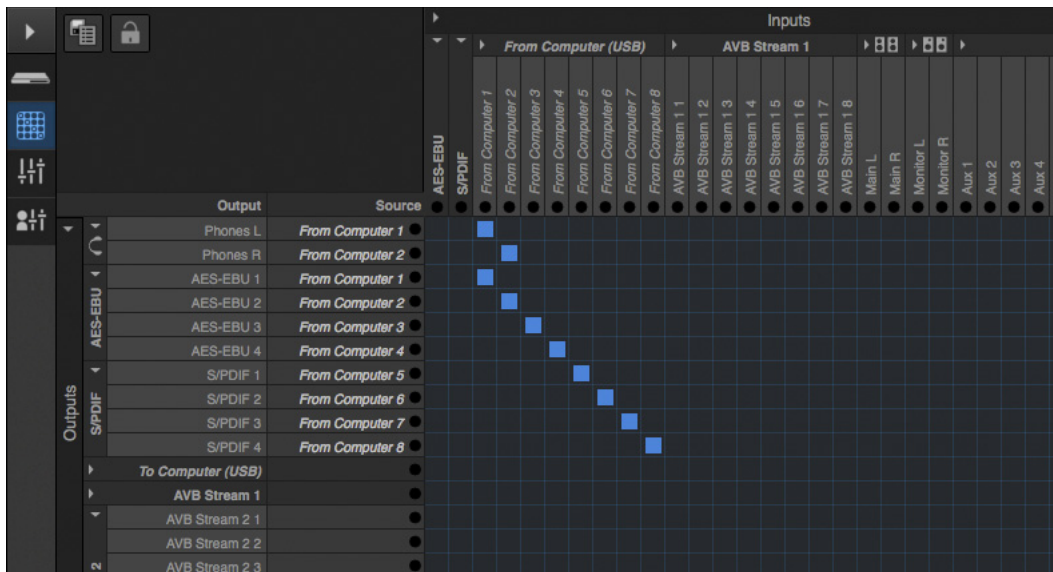 Inputs
From Computer (USB)
AVB Stream 1
AES-EBU
S/PDIF
From Computer 1
From Computer 2
From Computer 3
From Computer 4
From Computer 5
From Computer 6
From Computer 7
From Computer 8
AVB Stream 1 1
AVB Stream 1 2
AVB Stream 1 3
AVB Stream 1 4
AVB Stream 1 5
AVB Stream 1 6
AVB Stream 1 7
AVB Stream 1 8
Main L
Main R
Monitor L
Monitor R
Aux 1
Aux 2
Aux 3
Aux 4
Output Source
Outputs
Phones L From Computer 1
Phones R From Computer 2
AES-EBU
AES-EBU 1 From Computer 1
AES-EBU 2 From Computer 2
AES-EBU 3 From Computer 3
AES-EBU 4 From Computer 4
S/PDIF
S/PDIF 1 From Computer 5
S/PDIF 2 From Computer 6
S/PDIF 3 From Computer 7
S/PDIF 4 From Computer 8
To Computer (USB)
AVB Stream 1
2
AVB Stream 2 1
AVB Stream 2 2
AVB Stream 2 3